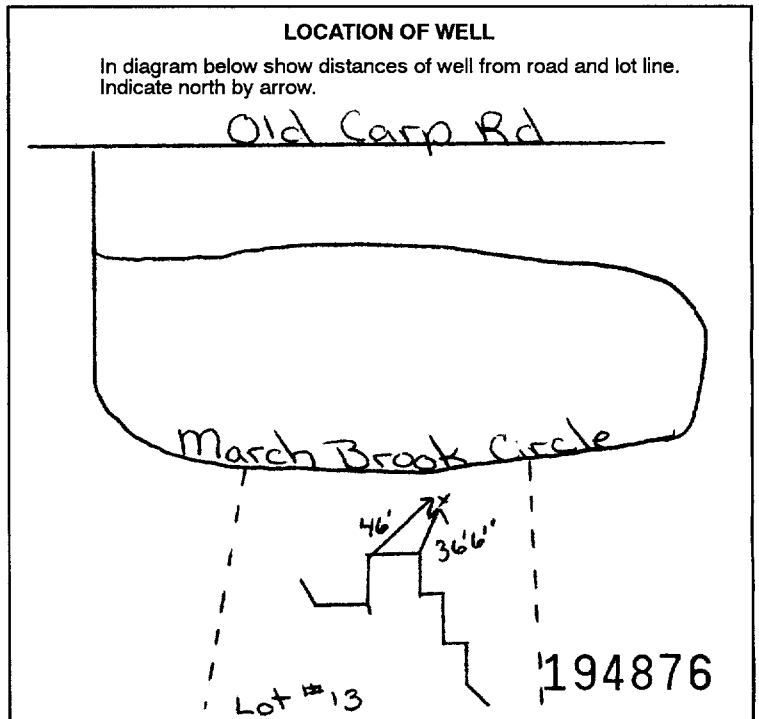 LOCATION OF WELL
In diagram below show distances of well from road and lot line.
Indicate north by arrow.
Old Carp Rd
March Brook Circle
46'
x
36'6"
Lot #13
194876